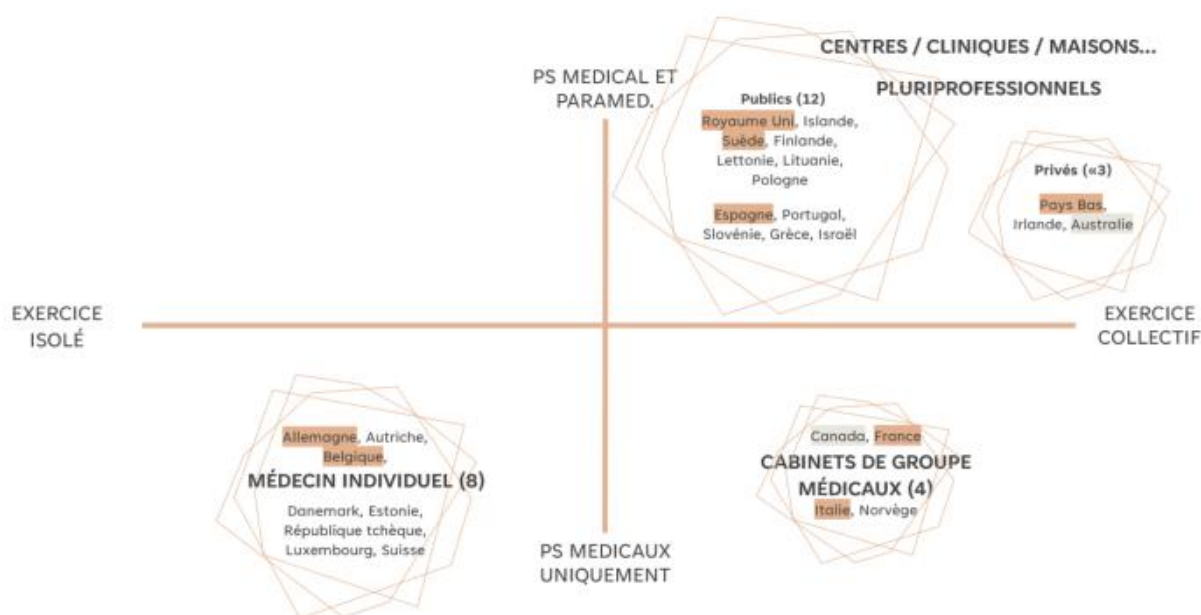 CENTRES / CLINIQUES / MAISONS...
PLURIPROFESSIONNELS
PS MEDICAL ET
PARAMED.
Publics (12)
Royaume Uni, Islande,
Suède, Finlande,
Lettonie, Lituanie,
Pologne
Espagne, Portugal,
Slovénie, Grèce, Israël
Privés («3)
Pays Bas,
Irlande, Australie
EXERCICE
ISOLÉ
EXERCICE
COLLECTIF
Allemagne, Autriche,
Belgique,
MÉDECIN INDIVIDUEL (8)
Danemark, Estonie,
République tchèque,
Luxembourg, Suisse
Canada, France
CABINETS DE GROUPE
MÉDICAUX (4)
Italie, Norvège
PS MEDICAUX
UNIQUEMENT